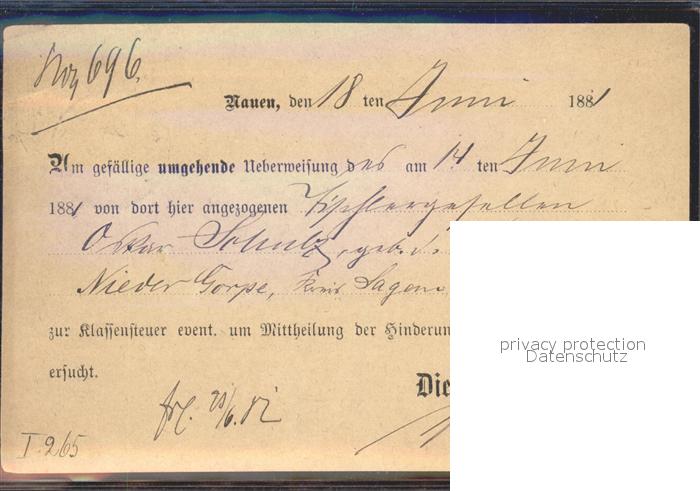 696.
Nauen, den 18 ten Juni 1881
Um gefällige umgehende Ueberweisung des am 14 ten Juni
1881 von dort hier angezogenen Tischlergesellen
Oskar Schulz, geb.
Nieder Gorpe, Kreis Sagan
zur Klassensteuer event. um Mittheilung der Hinderun
ersucht.
Die
I 265
privacy protection
Datenschutz